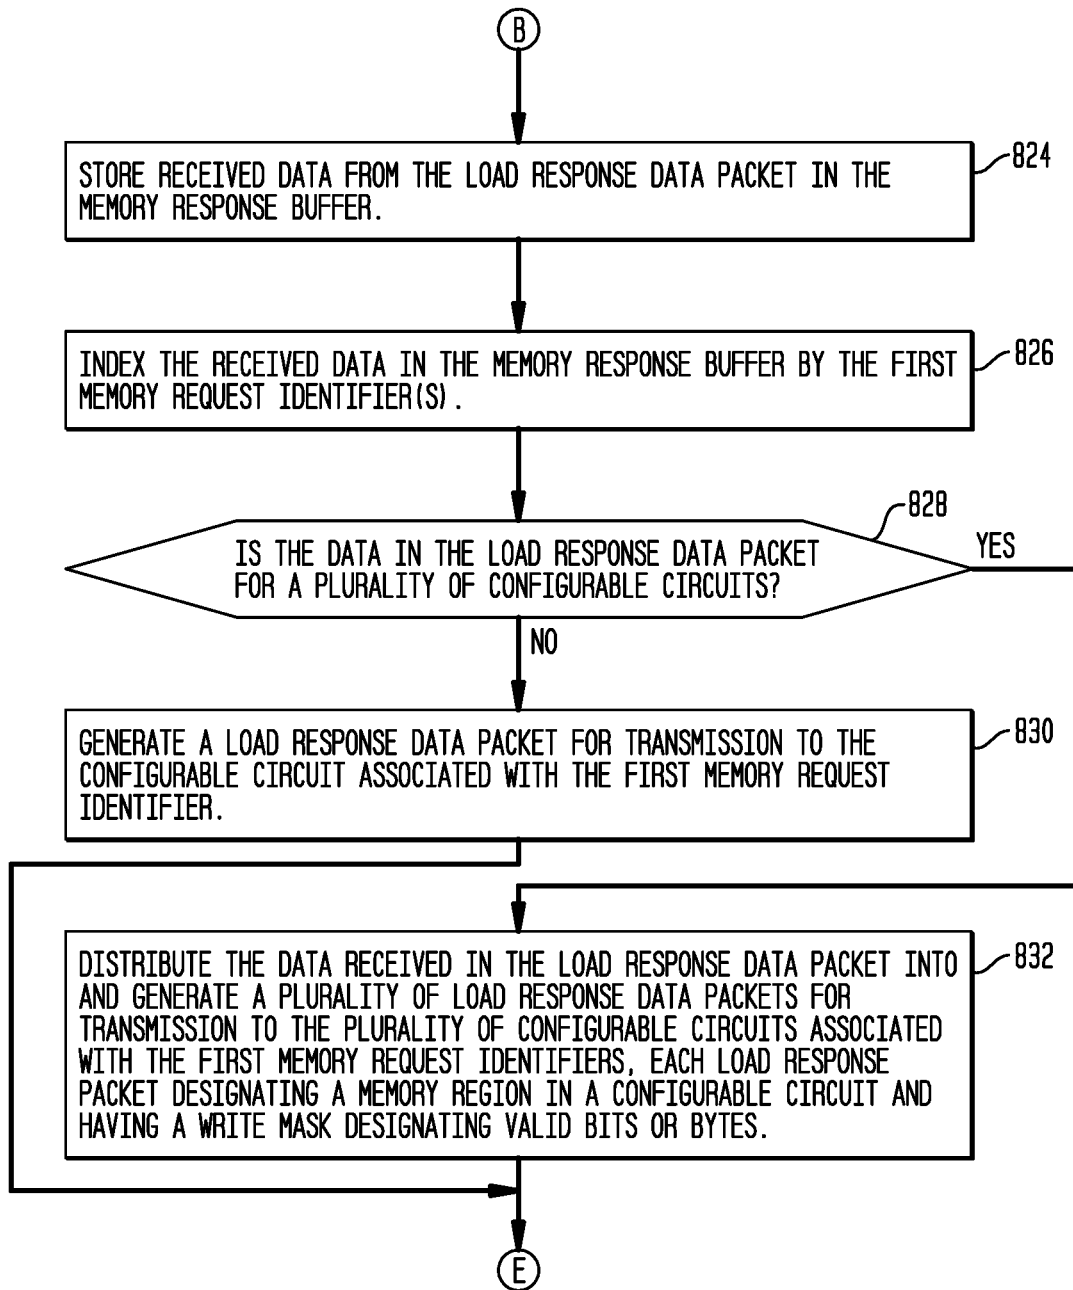 B
STORE RECEIVED DATA FROM THE LOAD RESPONSE DATA PACKET IN THE
MEMORY RESPONSE BUFFER.
824
INDEX THE RECEIVED DATA IN THE MEMORY RESPONSE BUFFER BY THE FIRST
MEMORY REQUEST IDENTIFIER(S).
826
IS THE DATA IN THE LOAD RESPONSE DATA PACKET
FOR A PLURALITY OF CONFIGURABLE CIRCUITS?
828
YES
NO
GENERATE A LOAD RESPONSE DATA PACKET FOR TRANSMISSION TO THE
CONFIGURABLE CIRCUIT ASSOCIATED WITH THE FIRST MEMORY REQUEST
IDENTIFIER.
830
DISTRIBUTE THE DATA RECEIVED IN THE LOAD RESPONSE DATA PACKET INTO
AND GENERATE A PLURALITY OF LOAD RESPONSE DATA PACKETS FOR
TRANSMISSION TO THE PLURALITY OF CONFIGURABLE CIRCUITS ASSOCIATED
WITH THE FIRST MEMORY REQUEST IDENTIFIERS, EACH LOAD RESPONSE
PACKET DESIGNATING A MEMORY REGION IN A CONFIGURABLE CIRCUIT AND
HAVING A WRITE MASK DESIGNATING VALID BITS OR BYTES.
832
E